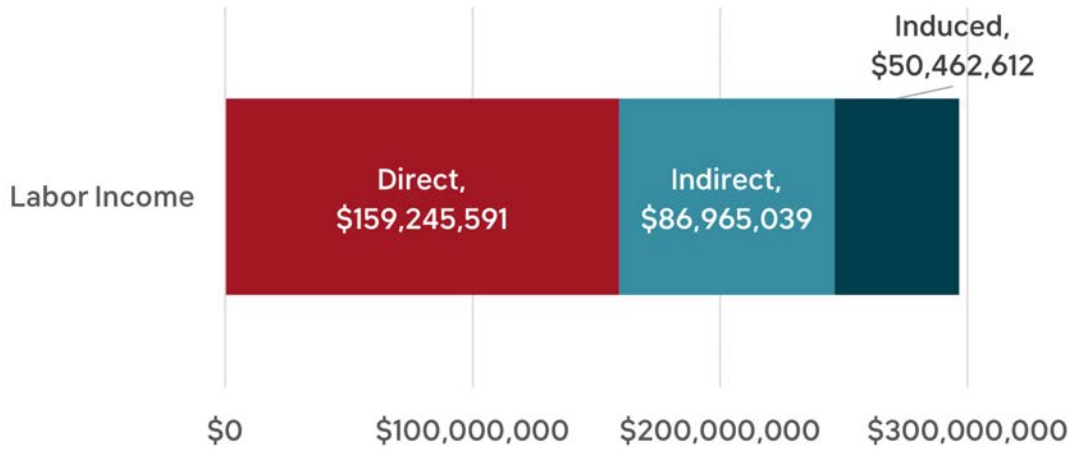 Induced,
$50,462,612
Direct,
$159,245,591
Indirect,
$86,965,039
Labor Income
$0
$100,000,000
$200,000,000
$300,000,000